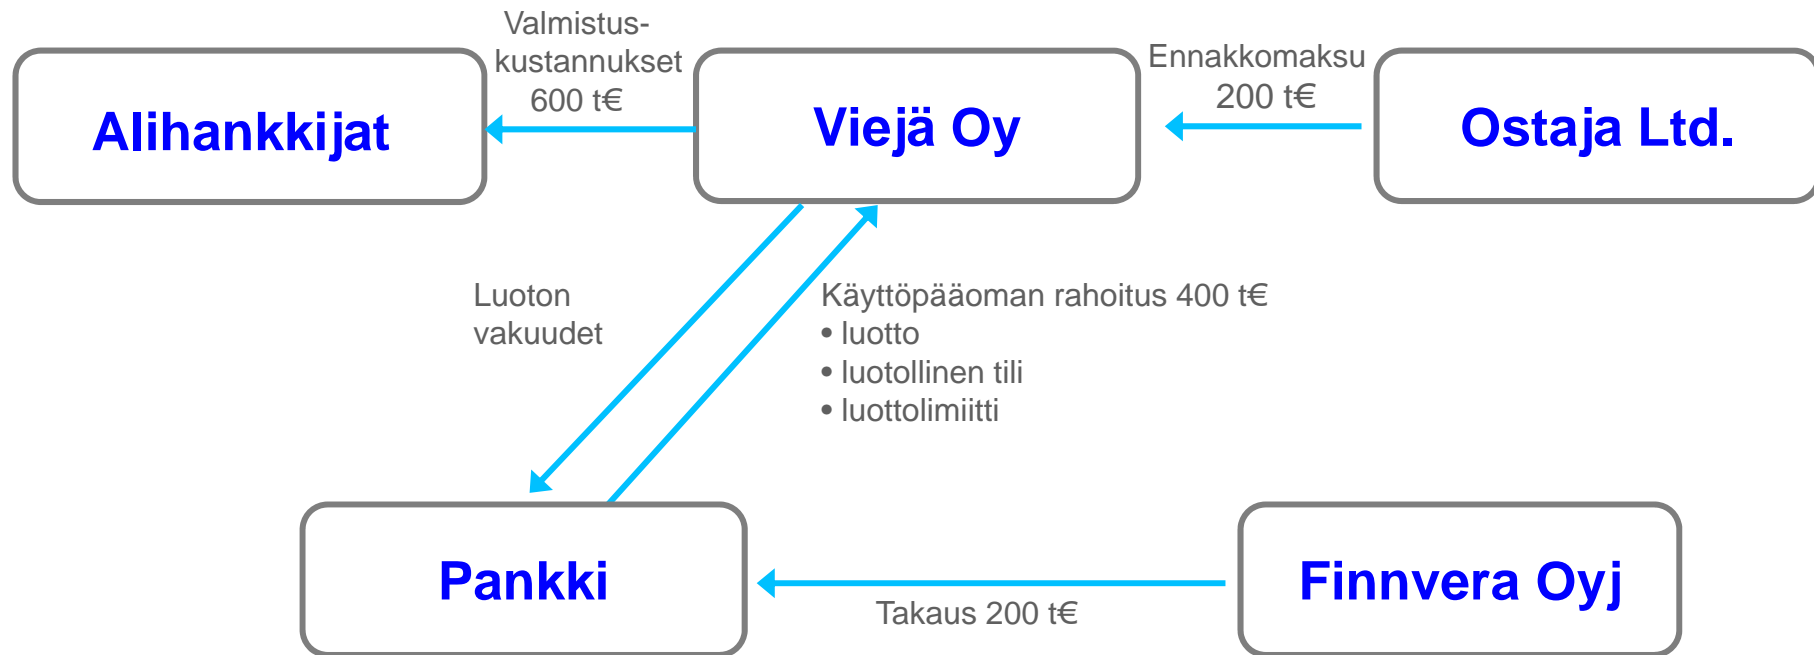 Valmistus-
kustannukset
600 t€
Ennakkomaksu
200 t€
Alihankkijat
Viejä Oy
Ostaja Ltd.
Luoton
vakuudet
Käyttöpääoman rahoitus 400 t€
• luotto
• luotollinen tili
• luottolimiitti
Pankki
Finnvera Oyj
Takaus 200 t€